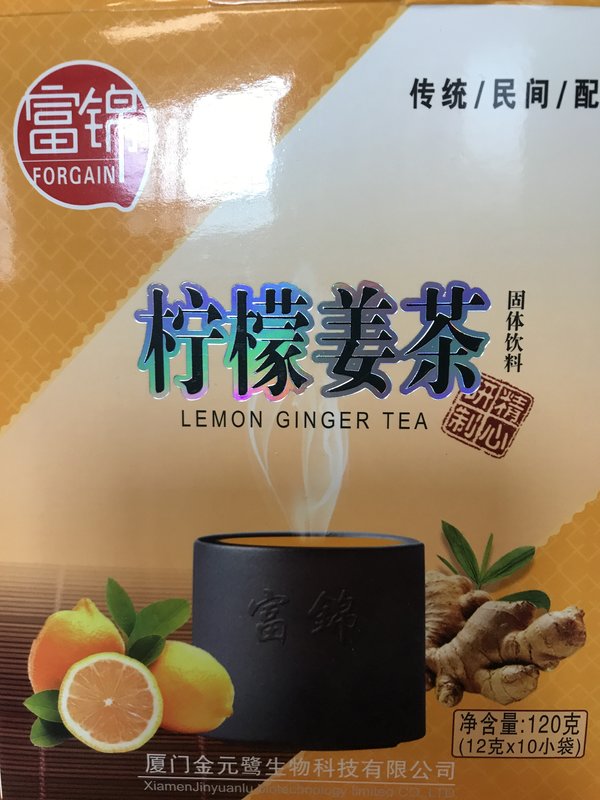 富锦
FORGAIN
传统/民间/配
柠檬姜茶
固体饮料
LEMON GINGER TEA
精心
研制
富錦
净含量:120克
(12克x10小袋)
厦门金元鹭生物科技有限公司
XiamenJinyuanlu biotechnology limited CO.,LTD